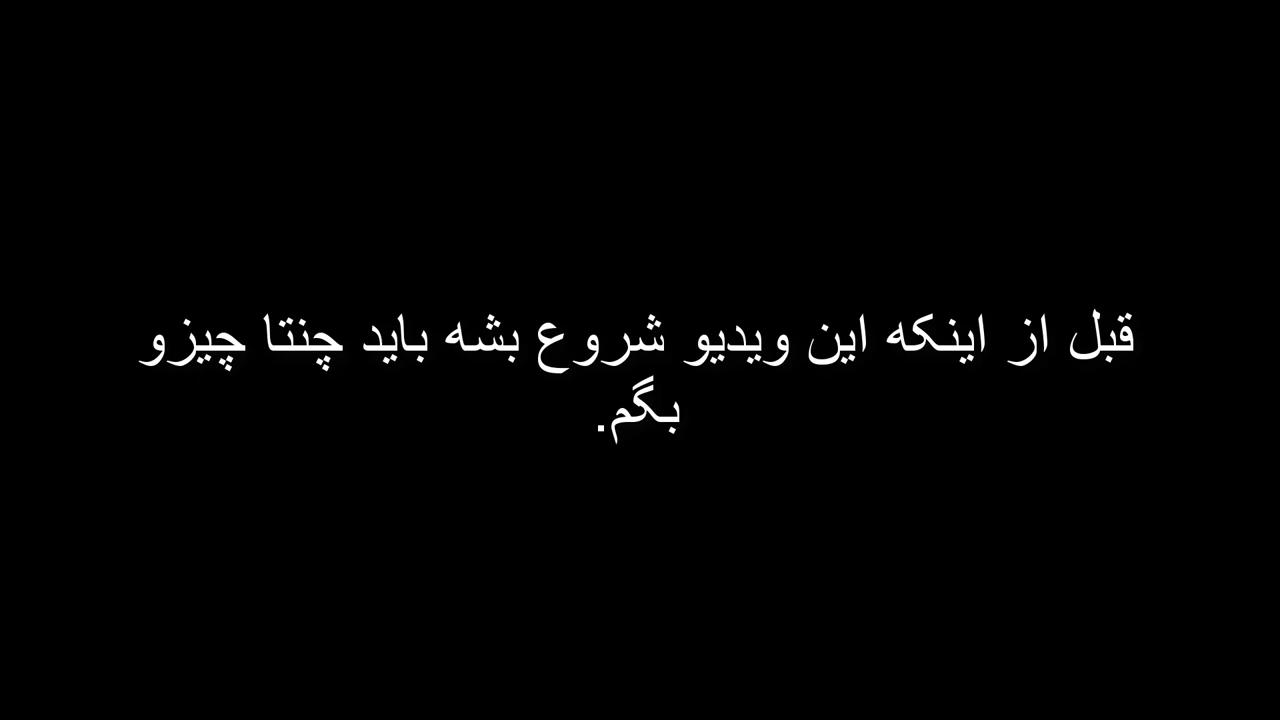 قبل از اینکه این ویدیو شروع بشه باید چنتا چیزو
بگم.